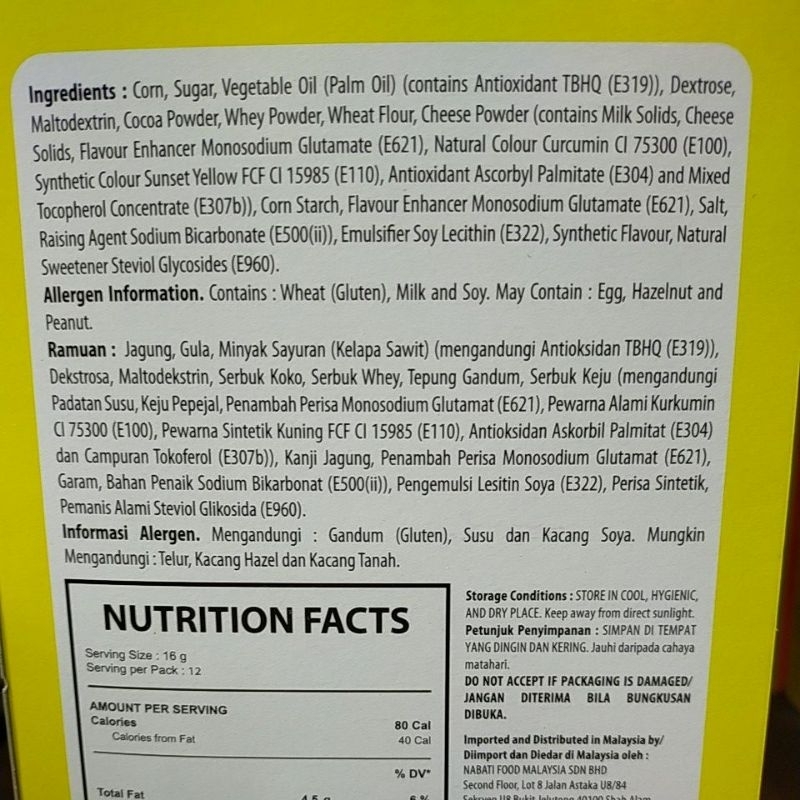 Ingredients : Corn, Sugar, Vegetable Oil (Palm Oil) (contains Antioxidant TBHQ (E319)), Dextrose,
Maltodextrin, Cocoa Powder, Whey Powder, Wheat Flour, Cheese Powder (contains Milk Solids, Cheese
Solids, Flavour Enhancer Monosodium Glutamate (E621), Natural Colour Curcumin CI 75300 (E100),
Synthetic Colour Sunset Yellow FCF CI 15985 (E110), Antioxidant Ascorbyl Palmitate (E304) and Mixed
Tocopherol Concentrate (E307b)), Corn Starch, Flavour Enhancer Monosodium Glutamate (E621), Salt,
Raising Agent Sodium Bicarbonate (E500(ii)), Emulsifier Soy Lecithin (E322), Synthetic Flavour, Natural
Sweetener Steviol Glycosides (E960).
Allergen Information. Contains : Wheat (Gluten), Milk and Soy. May Contain : Egg, Hazelnut and
Peanut.
Ramuan : Jagung, Gula, Minyak Sayuran (Kelapa Sawit) (mengandungi Antioksidan TBHQ (E319)),
Dekstrosa, Maltodekstrin, Serbuk Koko, Serbuk Whey, Tepung Gandum, Serbuk Keju (mengandungi
Padatan Susu, Keju Pepejal, Penambah Perisa Monosodium Glutamat (E621), Pewarna Alami Kurkumin
CI 75300 (E100), Pewarna Sintetik Kuning FCF CI 15985 (E110), Antioksidan Askorbil Palmitat (E304)
dan Campuran Tokoferol (E307b)), Kanji Jagung, Penambah Perisa Monosodium Glutamat (E621),
Garam, Bahan Penaik Sodium Bikarbonat (E500(ii)), Pengemulsi Lesitin Soya (E322), Perisa Sintetik,
Pemanis Alami Steviol Glikosida (E960).
Informasi Alergen. Mengandungi : Gandum (Gluten), Susu dan Kacang Soya. Mungkin
Mengandungi : Telur, Kacang Hazel dan Kacang Tanah.
NUTRITION FACTS
Serving Size : 16 g
Serving per Pack : 12
AMOUNT PER SERVING
Calories 80 Cal
Calories from Fat 40 Cal
% DV*
Total Fat 4.5 g 6 %
Storage Conditions : STORE IN COOL, HYGIENIC,
AND DRY PLACE. Keep away from direct sunlight.
Petunjuk Penyimpanan : SIMPAN DI TEMPAT
YANG DINGIN DAN KERING. Jauhi daripada cahaya
matahari.
DO NOT ACCEPT IF PACKAGING IS DAMAGED/
JANGAN DITERIMA BILA BUNGKUSAN
DIBUKA.
Imported and Distributed in Malaysia by/
Diimport dan Diedar di Malaysia oleh :
NABATI FOOD MALAYSIA SDN BHD
Second Floor, Lot 8 Jalan Astaka U8/84
Seksyen U8 Bukit Jelutong 40100 Shah Alam